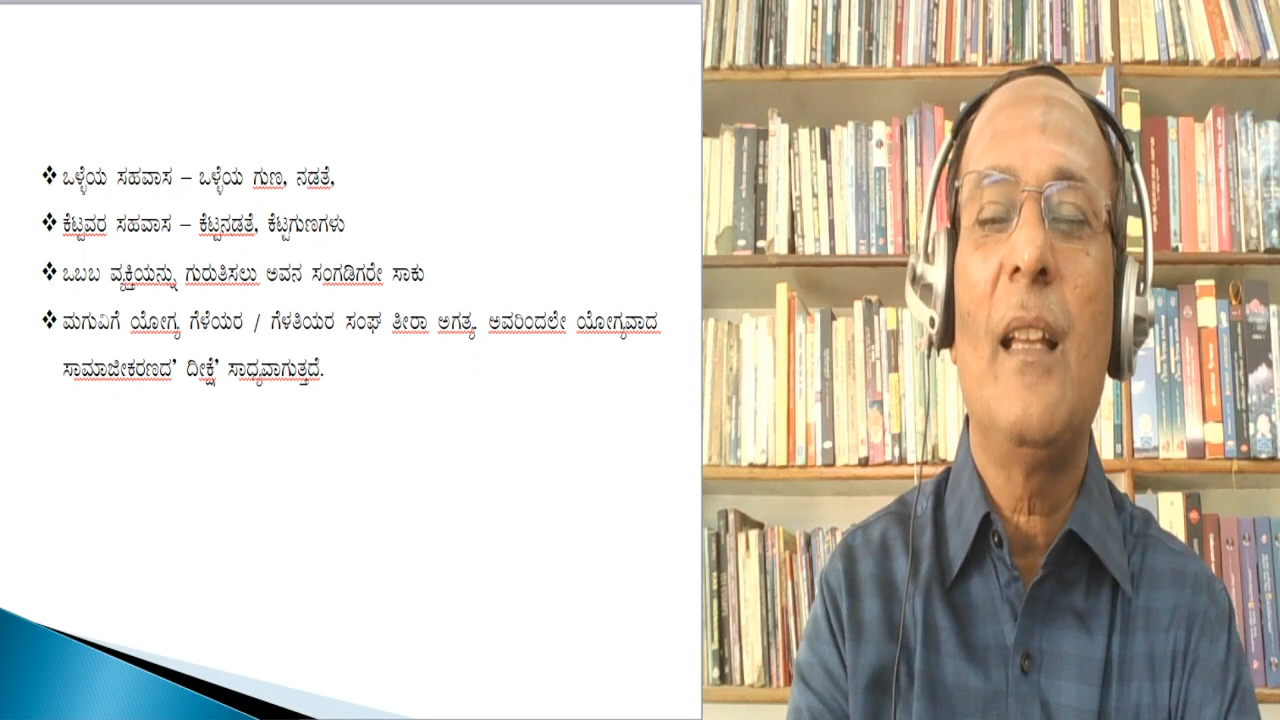 ❖ ಒಳ್ಳೆಯ ಸಹವಾಸ – ಒಳ್ಳೆಯ ಗುಣ, ನಡತೆ.
❖ ಕೆಟ್ಟವರ ಸಹವಾಸ – ಕೆಟ್ಟನಡತೆ, ಕೆಟ್ಟಗುಣಗಳು
❖ ಒಬಬ ವ್ಯಕ್ತಿಯನ್ನು ಗುರುತಿಸಲು ಅವನ ಸಂಗಡಿಗರೇ ಸಾಕು
❖ ಮಗುವಿಗೆ ಯೋಗ್ಯ ಗೆಳೆಯರ / ಗೆಳತಿಯರ ಸಂಘ ತೀರಾ ಅಗತ್ಯ. ಅವರಿಂದಲೇ ಯೋಗ್ಯವಾದ
ಸಾಮಾಜೀಕರಣದ' ದೀಕ್ಷೆ' ಸಾಧ್ಯವಾಗುತ್ತದೆ.